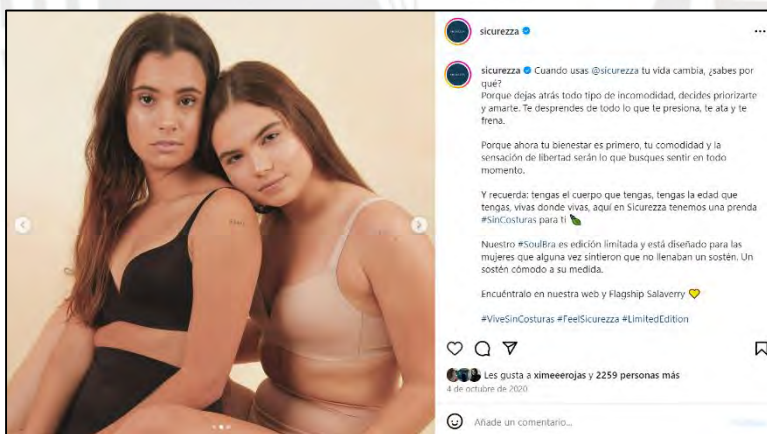 sicurezza
sicurezza Cuando usas @sicurezza tu vida cambia, ¿sabes por
qué?
Porque dejas atrás todo tipo de incomodidad, decides priorizarte
y amarte. Te desprendes de todo lo que te presiona, te ata y te
frena.
Porque ahora tu bienestar es primero, tu comodidad y la
sensación de libertad serán lo que busques sentir en todo
momento.
Y recuerda: tengas el cuerpo que tengas, tengas la edad que
tengas, vivas donde vivas, aquí en Sicurezza tenemos una prenda
#SinCosturas para ti
Nuestro #SoulBra es edición limitada y está diseñado para las
mujeres que alguna vez sintieron que no llenaban un sostén. Un
sostén cómodo a su medida.
Encuéntralo en nuestra web y Flagship Salaverry
#ViveSinCosturas #FeelSicurezza #LimitedEdition
Les gusta a ximeeerojas y 2259 personas más
4 de octubre de 2020
Añade un comentario...